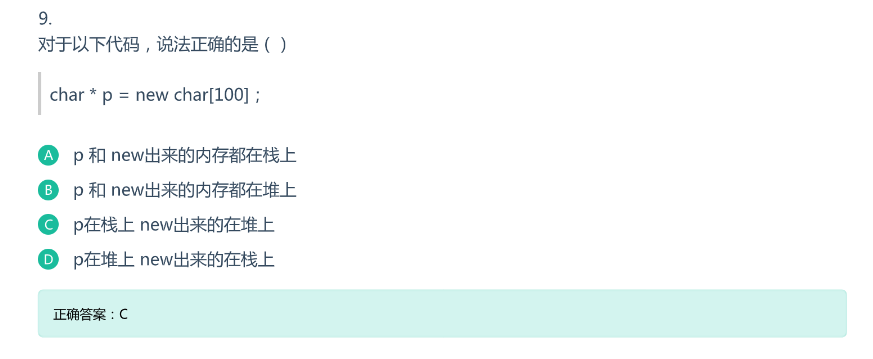 9.
对于以下代码，说法正确的是（ ）
char * p = new char[100]；
A p 和 new出来的内存都在栈上
B p 和 new出来的内存都在堆上
C p在栈上 new出来的在堆上
D p在堆上 new出来的在栈上
正确答案：C